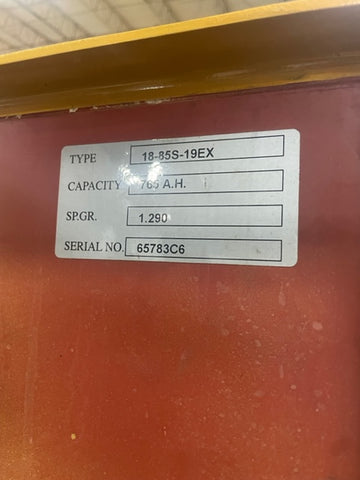 TYPE 18-85S-19EX
CAPACITY 765 A.H.
SP.GR. 1.290
SERIAL NO. 65783C6